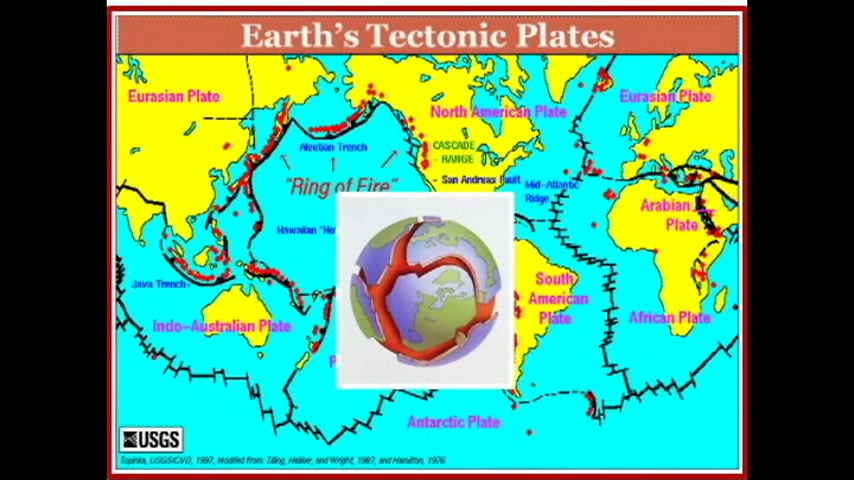 Earth's Tectonic Plates
Eurasian Plate
North American Plate
Eurasian Plate
Aleutian Trench
CASCADE
RANGE
"Ring of Fire"
San Andreas Fault
Mid-Atlantic
Ridge
Arabian
Plate
Hawaiian
Java Trench
South
American
Plate
Indo-Australian Plate
African Plate
Antarctic Plate
USGS
Topinka, USGS/CVO, 1997, Modified from: Tilling, Heliker, and Wright, 1987, and Hamilton, 1976